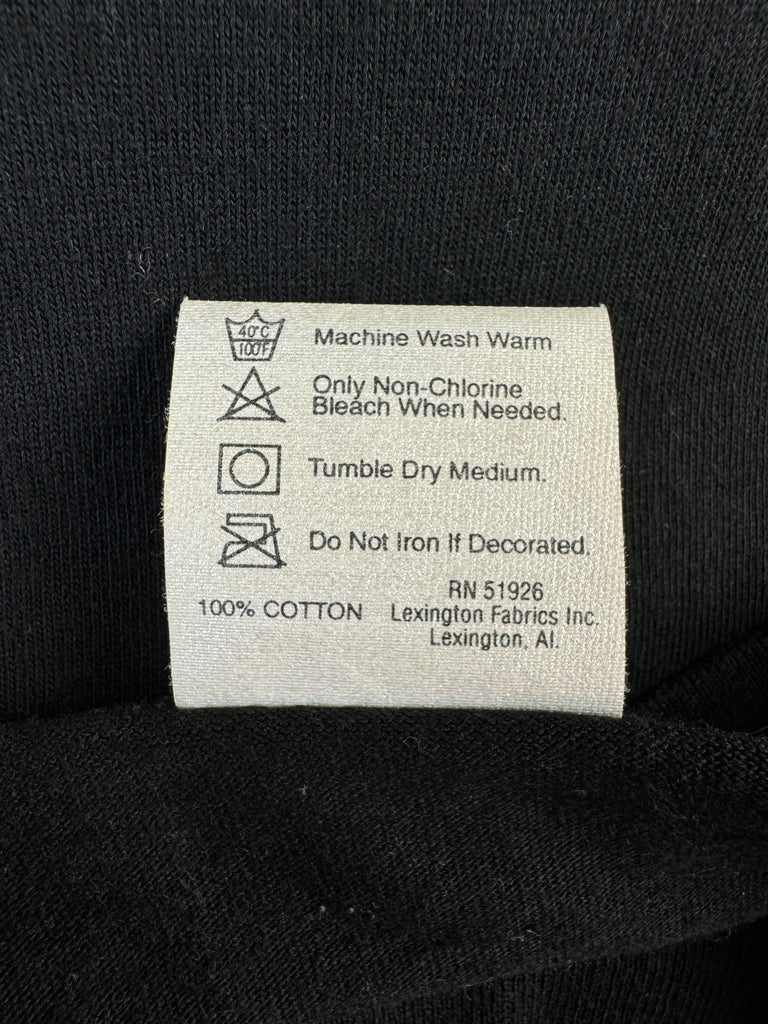 40°C
100°F
Machine Wash Warm
Only Non-Chlorine
Bleach When Needed.
Tumble Dry Medium.
Do Not Iron If Decorated.
100% COTTON
RN 51926
Lexington Fabrics Inc.
Lexington, Al.